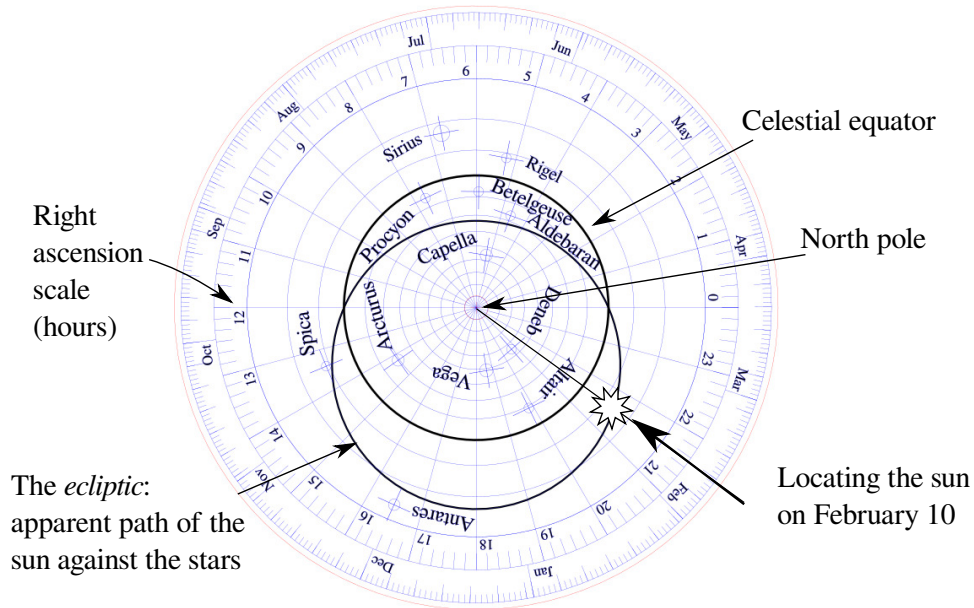 Jul
Jun
Aug
May
Sep
Apr
Oct
Mar
Nov
Feb
Dec
Jan
6
5
7
4
8
3
9
2
10
1
11
0
12
23
13
22
14
21
15
20
16
19
17
18
Sirius
Rigel
Betelgeuse
Procyon
Aldebaran
Capella
Deneb
Arcturus
Spica
Vega
Altair
Antares
Celestial equator
North pole
Right
ascension
scale
(hours)
The ecliptic:
apparent path of the
sun against the stars
Locating the sun
on February 10